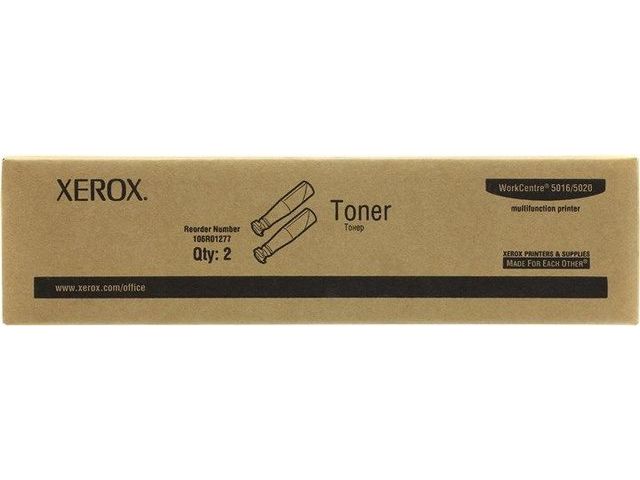 XEROX.
Reorder Number
106R01277
Qty: 2
Toner
Тонер
WorkCentre® 5016/5020
multifunction printer
XEROX PRINTERS & SUPPLIES
MADE FOR EACH OTHER®
www.xerox.com/office